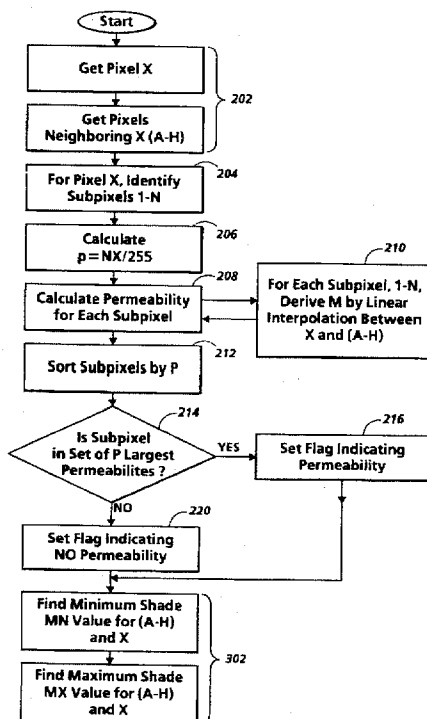 Start
Get Pixel X
202
Get Pixels
Neighboring X (A-H)
204
For Pixel X, Identify
Subpixels 1-N
206
Calculate
p=NX/255
208
210
Calculate Permeability
for Each Subpixel
For Each Subpixel, 1-N,
Derive M by Linear
Interpolation Between
X and (A-H)
212
Sort Subpixels by P
214
Is Subpixel
in Set of P Largest
Permeabilites ?
YES
216
Set Flag Indicating
Permeability
NO
220
Set Flag Indicating
NO Permeability
Find Minimum Shade
MN Value for (A-H)
and X
302
Find Maximum Shade
MX Value for (A-H)
and X